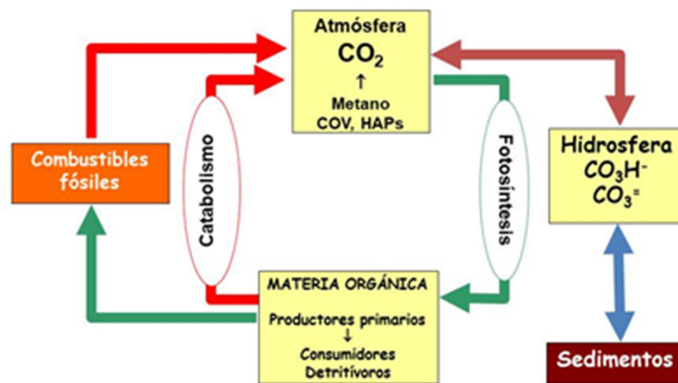 Atmósfera
CO₂
↑
Metano
COV, HAPs
Combustibles
fósiles
Catabolismo
Fotosíntesis
Hidrosfera
CO₃H⁻
CO₃⁼
MATERIA ORGÁNICA
Productores primarios
↓
Consumidores
Detritívoros
Sedimentos